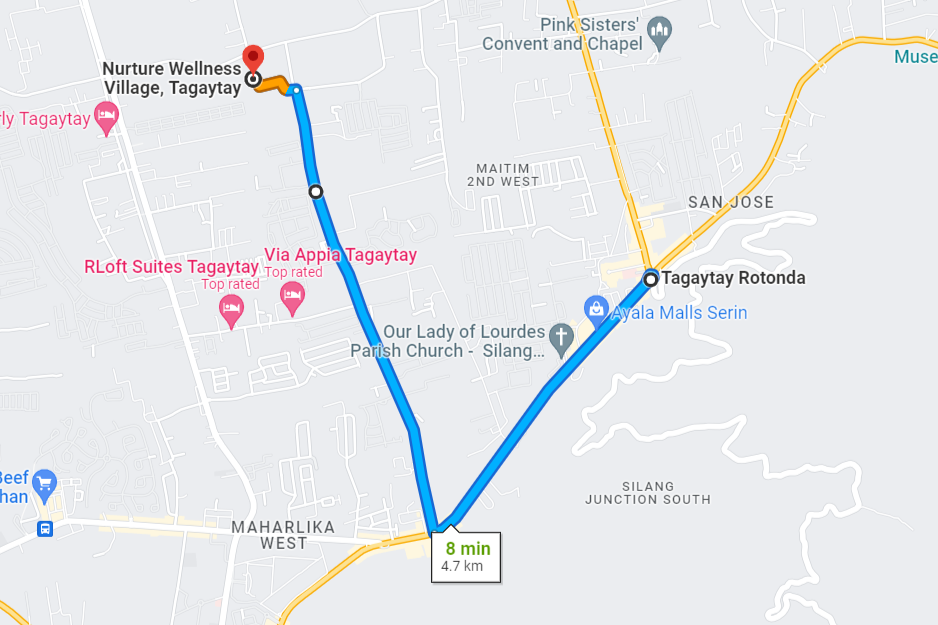 Pink Sisters'
Convent and Chapel
Muse
Nurture Wellness
Village, Tagaytay
rly Tagaytay
MAITIM
2ND WEST
SAN JOSE
Via Appia Tagaytay
Top rated
RLoft Suites Tagaytay
Top rated
Tagaytay Rotonda
Ayala Malls Serin
Our Lady of Lourdes
Parish Church - Silang...
Beef
han
SILANG
JUNCTION SOUTH
MAHARLIKA
WEST
8 min
4.7 km